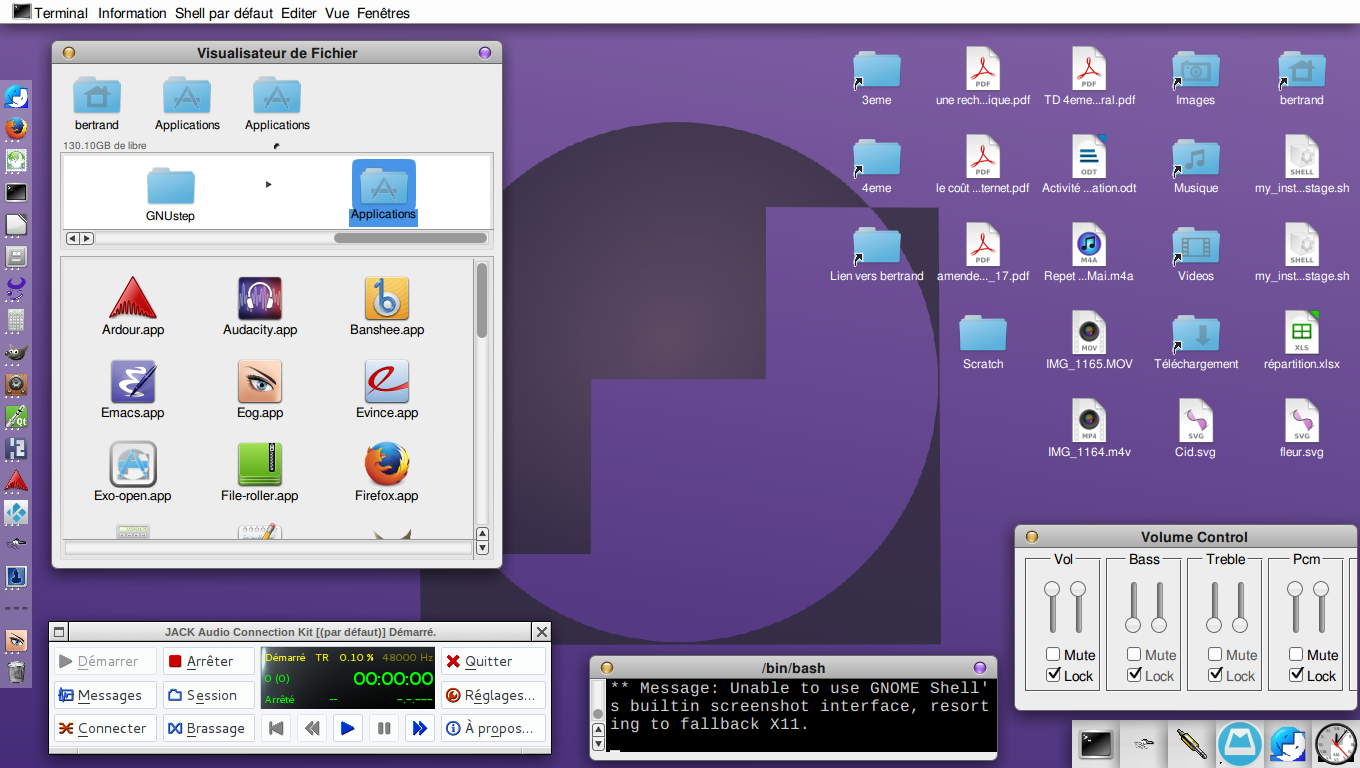 Terminal Information Shell par défaut Editer Vue Fenêtres
Visualisateur de Fichier
bertrand Applications Applications
130.10GB de libre
GNUstep Applications
Ardour.app Audacity.app Banshee.app
Emacs.app Eog.app Evince.app
Exo-open.app File-roller.app Firefox.app
3eme une rech...ique.pdf TD 4eme...ral.pdf Images bertrand
4eme le coût ...ternet.pdf Activité ...ation.odt Musique my_inst...stage.sh
Lien vers bertrand amende..._17.pdf Repet ...Mai.m4a Videos my_inst...stage.sh
Scratch IMG_1165.MOV Téléchargement répartition.xlsx
IMG_1164.m4v Cid.svg fleur.svg
PDF PDF
PDF ODT SHELL
PDF M4A SHELL
MOV XLS
MP4 SVG SVG
Qt
JACK Audio Connection Kit [(par défaut)] Démarré.
Démarrer Arrêter Démarré TR 0.10 % 48000 Hz Quitter
Messages Session 0 (0) 00:00:00 Réglages...
Arrêté -- -.-.---
Connecter Brassage À propos...
/bin/bash
** Message: Unable to use GNOME Shell'
s builtin screenshot interface, resort
ing to fallback X11.
Volume Control
Vol Bass Treble Pcm
Mute Mute Mute Mute
Lock Lock Lock Lock